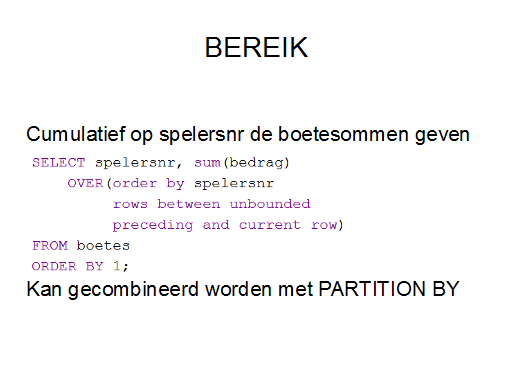 BEREIK
Cumulatief op spelersnr de boetesommen geven
SELECT spelersnr, sum(bedrag)
OVER(order by spelersnr
rows between unbounded
preceding and current row)
FROM boetes
ORDER BY 1;
Kan gecombineerd worden met PARTITION BY